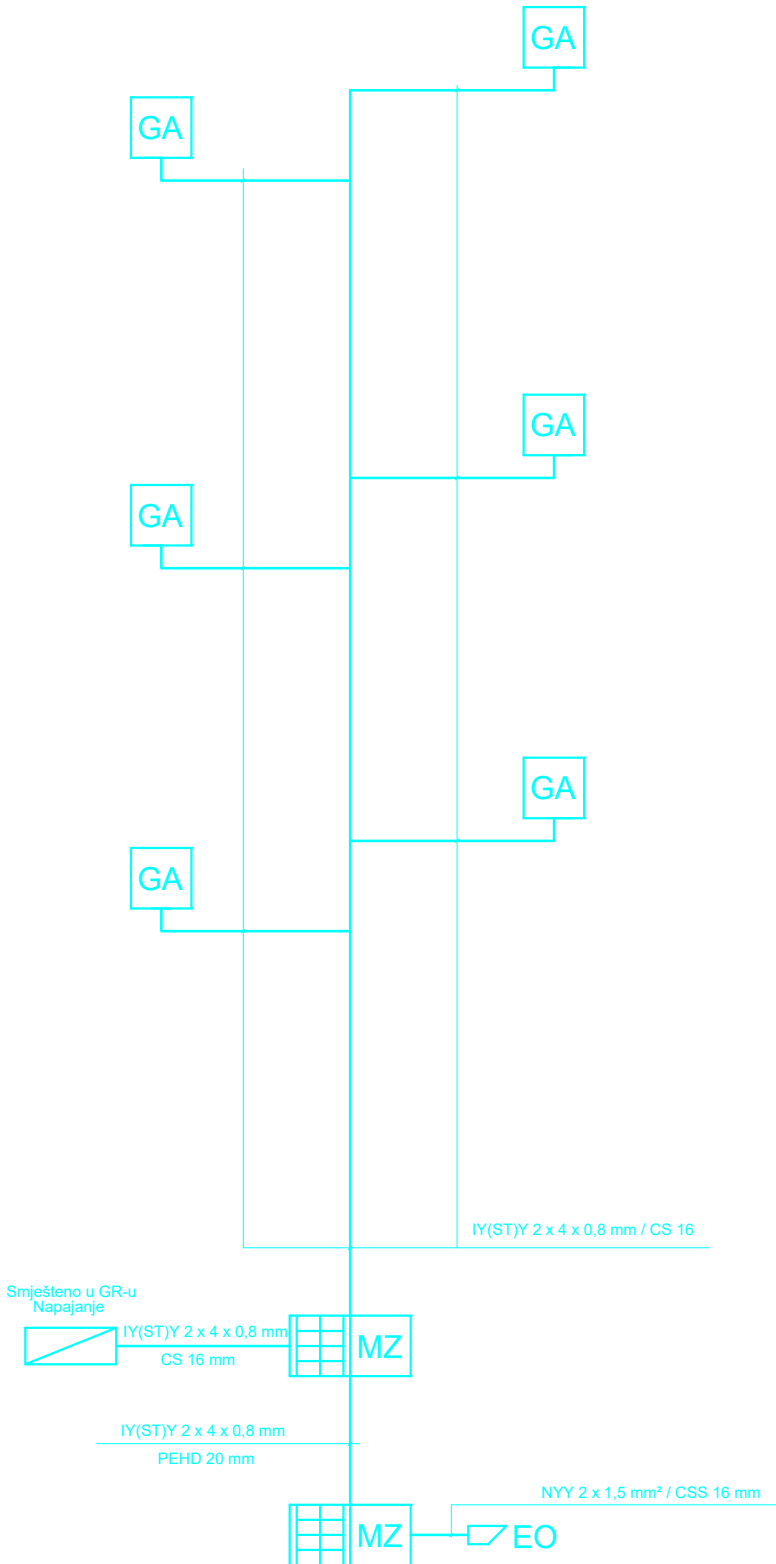 GA
GA
GA
GA
GA
GA
IY(ST)Y 2 x 4 x 0,8 mm / CS 16
Smješteno u GR-u
Napajanje
IY(ST)Y 2 x 4 x 0,8 mm
CS 16 mm
MZ
IY(ST)Y 2 x 4 x 0,8 mm
PEHD 20 mm
NYY 2 x 1,5 mm² / CSS 16 mm
MZ
EO